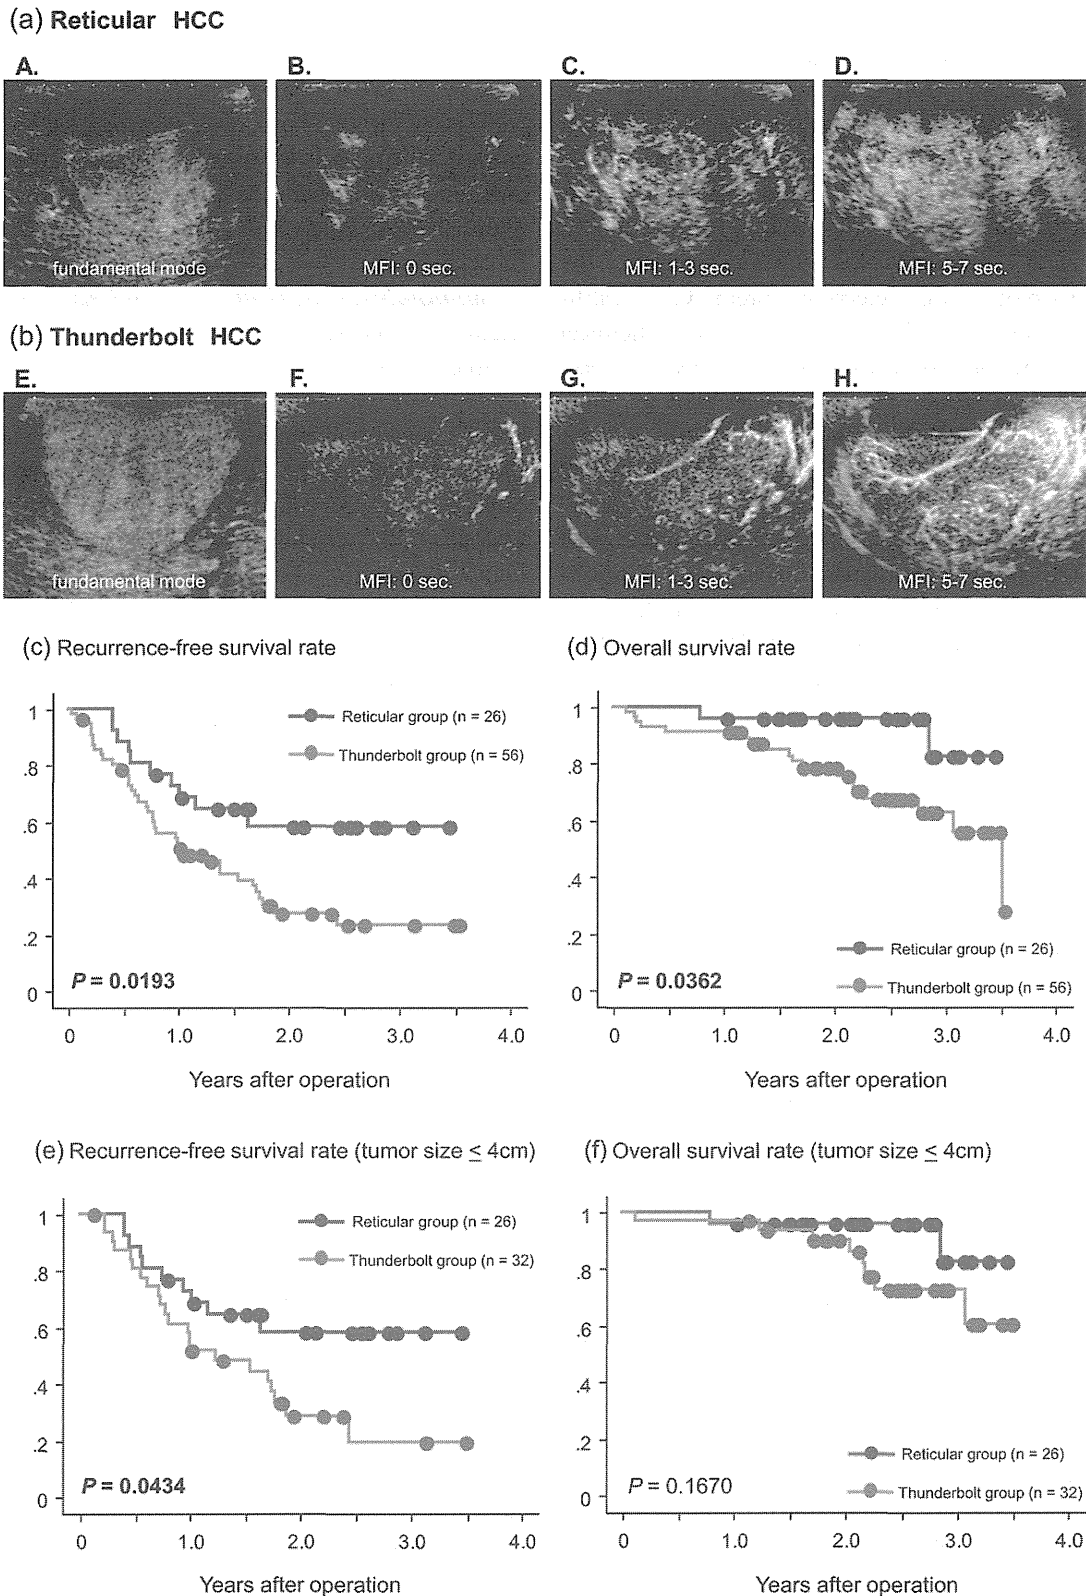 (a) Reticular HCC
A. B. C. D.
fundamental mode MFI: 0 sec. MFI: 1-3 sec. MFI: 5-7 sec.
(b) Thunderbolt HCC
E. F. G. H.
fundamental mode MFI: 0 sec. MFI: 1-3 sec. MFI: 5-7 sec.
(c) Recurrence-free survival rate
1
.8
.6
.4
.2
0
Reticular group (n = 26)
Thunderbolt group (n = 56)
P = 0.0193
0 1.0 2.0 3.0 4.0
Years after operation
(d) Overall survival rate
1
.8
.6
.4
.2
0
Reticular group (n = 26)
Thunderbolt group (n = 56)
P = 0.0362
0 1.0 2.0 3.0 4.0
Years after operation
(e) Recurrence-free survival rate (tumor size ≤ 4cm)
1
.8
.6
.4
.2
0
Reticular group (n = 26)
Thunderbolt group (n = 32)
P = 0.0434
0 1.0 2.0 3.0 4.0
Years after operation
(f) Overall survival rate (tumor size ≤ 4cm)
1
.8
.6
.4
.2
0
Reticular group (n = 26)
Thunderbolt group (n = 32)
P = 0.1670
0 1.0 2.0 3.0 4.0
Years after operation